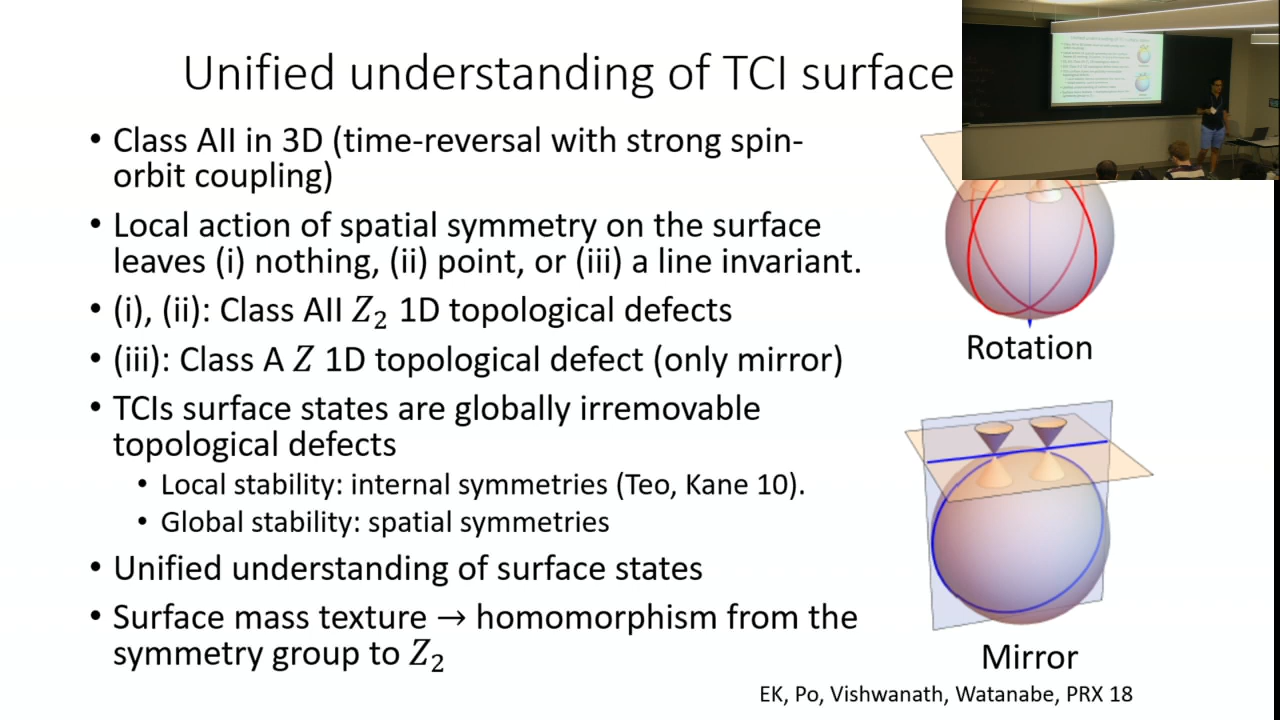 Unified understanding of TCI surface
• Class AII in 3D (time-reversal with strong spin-
orbit coupling)
• Local action of spatial symmetry on the surface
leaves (i) nothing, (ii) point, or (iii) a line invariant.
• (i), (ii): Class AII Z₂ 1D topological defects
• (iii): Class A Z 1D topological defect (only mirror)
• TCIs surface states are globally irremovable
topological defects
• Local stability: internal symmetries (Teo, Kane 10).
• Global stability: spatial symmetries
• Unified understanding of surface states
• Surface mass texture → homomorphism from the
symmetry group to Z₂
Rotation
Mirror
EK, Po, Vishwanath, Watanabe, PRX 18